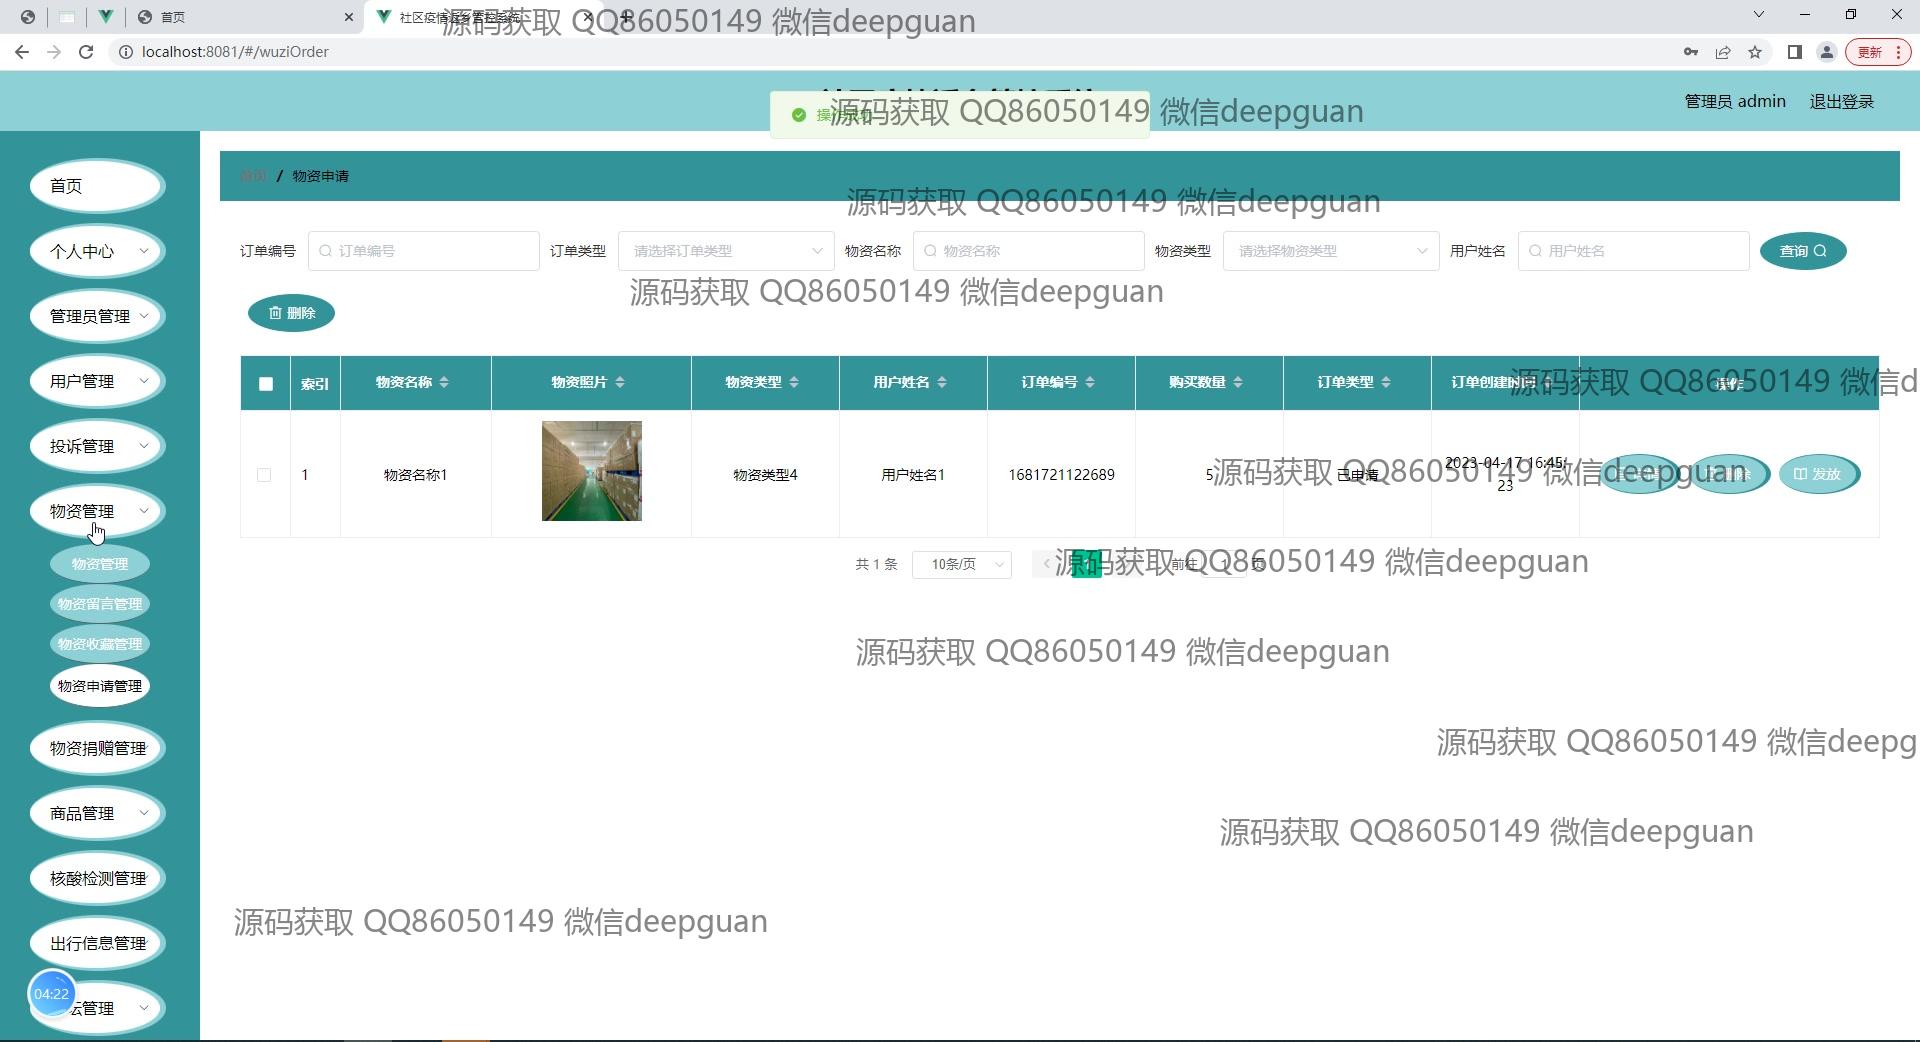 首页
社区疫情返乡管控系统
源码获取 QQ86050149 微信deepguan
localhost:8081/#/wuziOrder
更新
源码获取 QQ86050149 微信deepguan
管理员 admin
退出登录
首页 / 物资申请
源码获取 QQ86050149 微信deepguan
首页
个人中心
管理员管理
用户管理
投诉管理
物资管理
物资管理
物资留言管理
物资收藏管理
物资申请管理
物资捐赠管理
商品管理
核酸检测管理
出行信息管理
04:22
坛管理
订单编号 订单编号 订单类型 请选择订单类型 物资名称 物资名称 物资类型 请选择物资类型 用户姓名 用户姓名 查询
源码获取 QQ86050149 微信deepguan
删除
索引 物资名称 物资照片 物资类型 用户姓名 订单编号 购买数量 订单类型 订单创建时间 操作
源码获取 QQ86050149 微信d
1 物资名称1 物资类型4 用户姓名1 1681721122689 5 已申请 2023-04-17 16:45:
23
删除 发放
源码获取 QQ86050149 微信deepguan
共 1 条 10条/页 1 前往 1 页
源码获取 QQ86050149 微信deepguan
源码获取 QQ86050149 微信deepguan
源码获取 QQ86050149 微信deepg
源码获取 QQ86050149 微信deepguan
源码获取 QQ86050149 微信deepguan